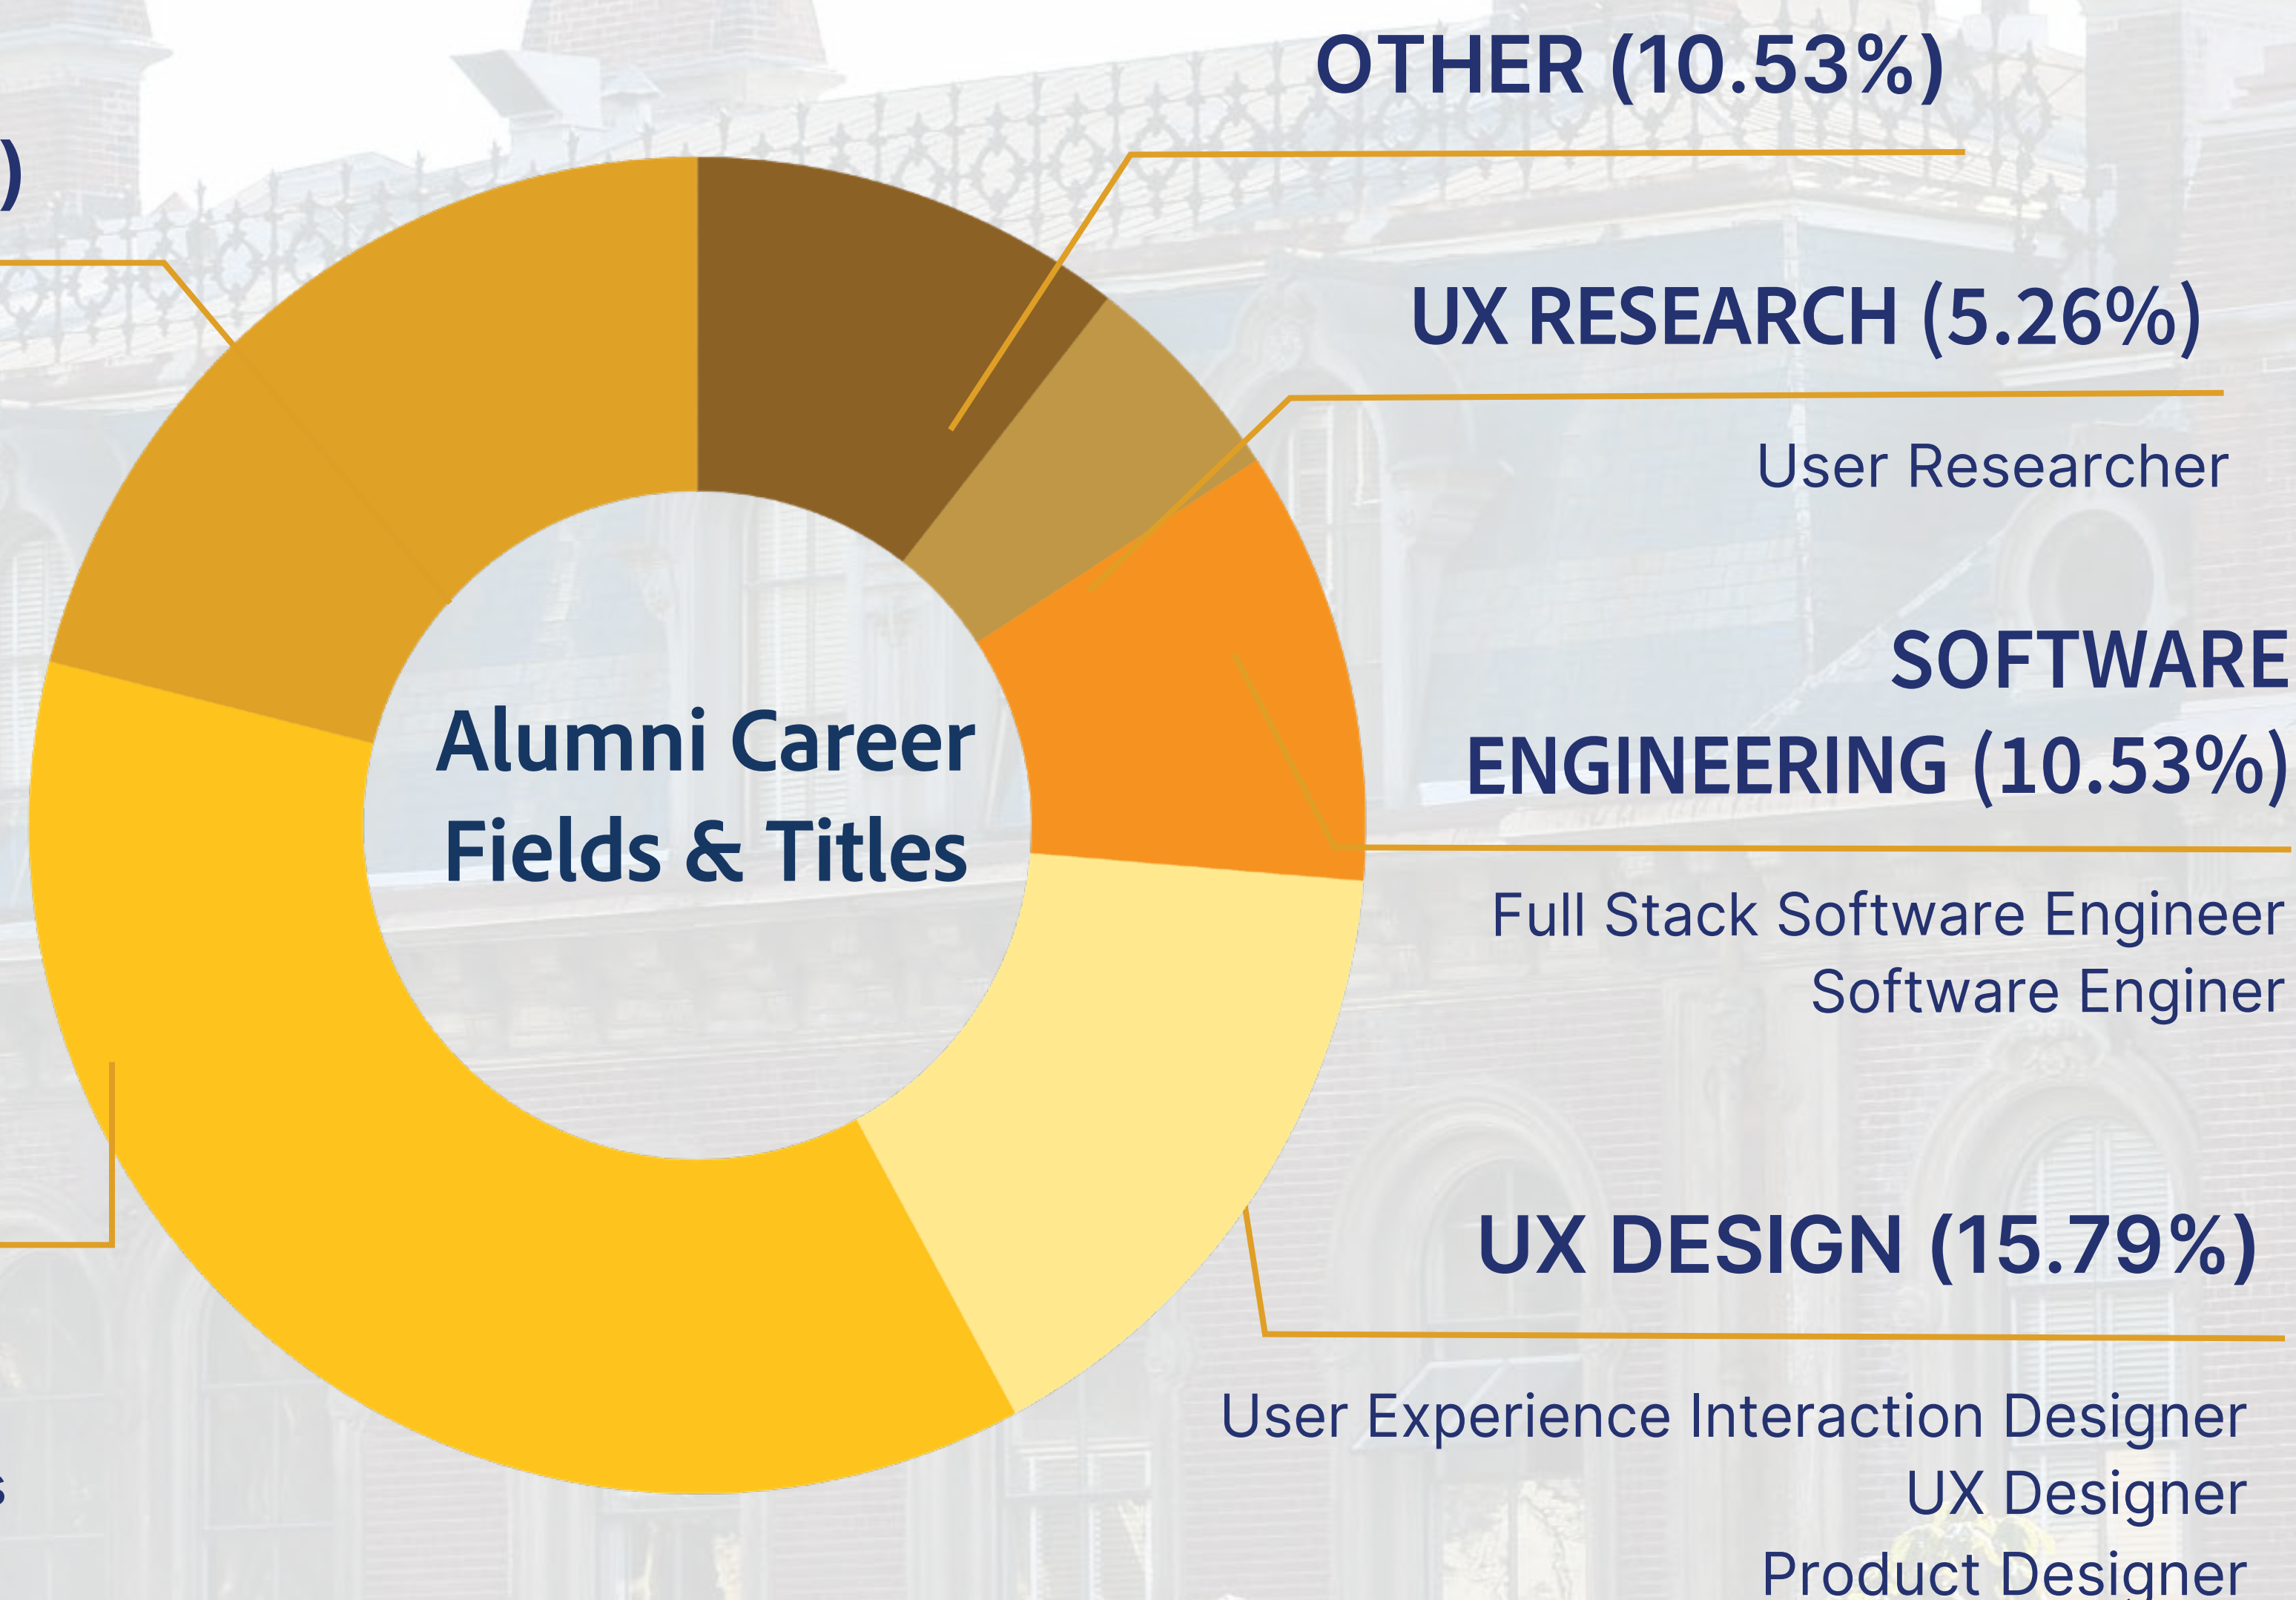 OTHER (10.53%)
)
UX RESEARCH (5.26%)
User Researcher
SOFTWARE
ENGINEERING (10.53%)
Alumni Career
Fields & Titles
Full Stack Software Engineer
Software Enginer
UX DESIGN (15.79%)
User Experience Interaction Designer
s
UX Designer
Product Designer